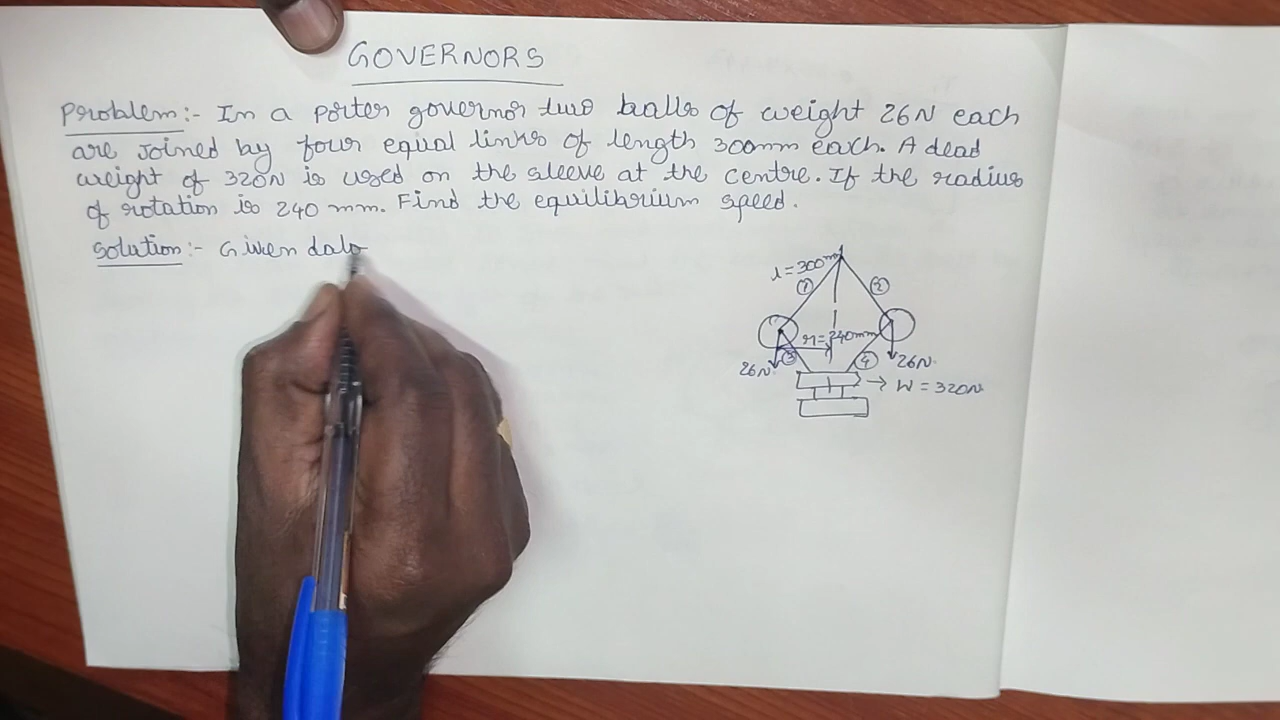 GOVERNORS
Problem:- In a porter governor two balls of weight 26N each
are joined by four equal links of length 300mm each. A dead
weight of 320N is used on the sleeve at the centre. If the radius
of rotation is 240 mm. Find the equilibrium speed.
Solution:- Given data
l = 300mm
① ②
r = 240mm
③ ④
26N. 26N.
→ W = 320N